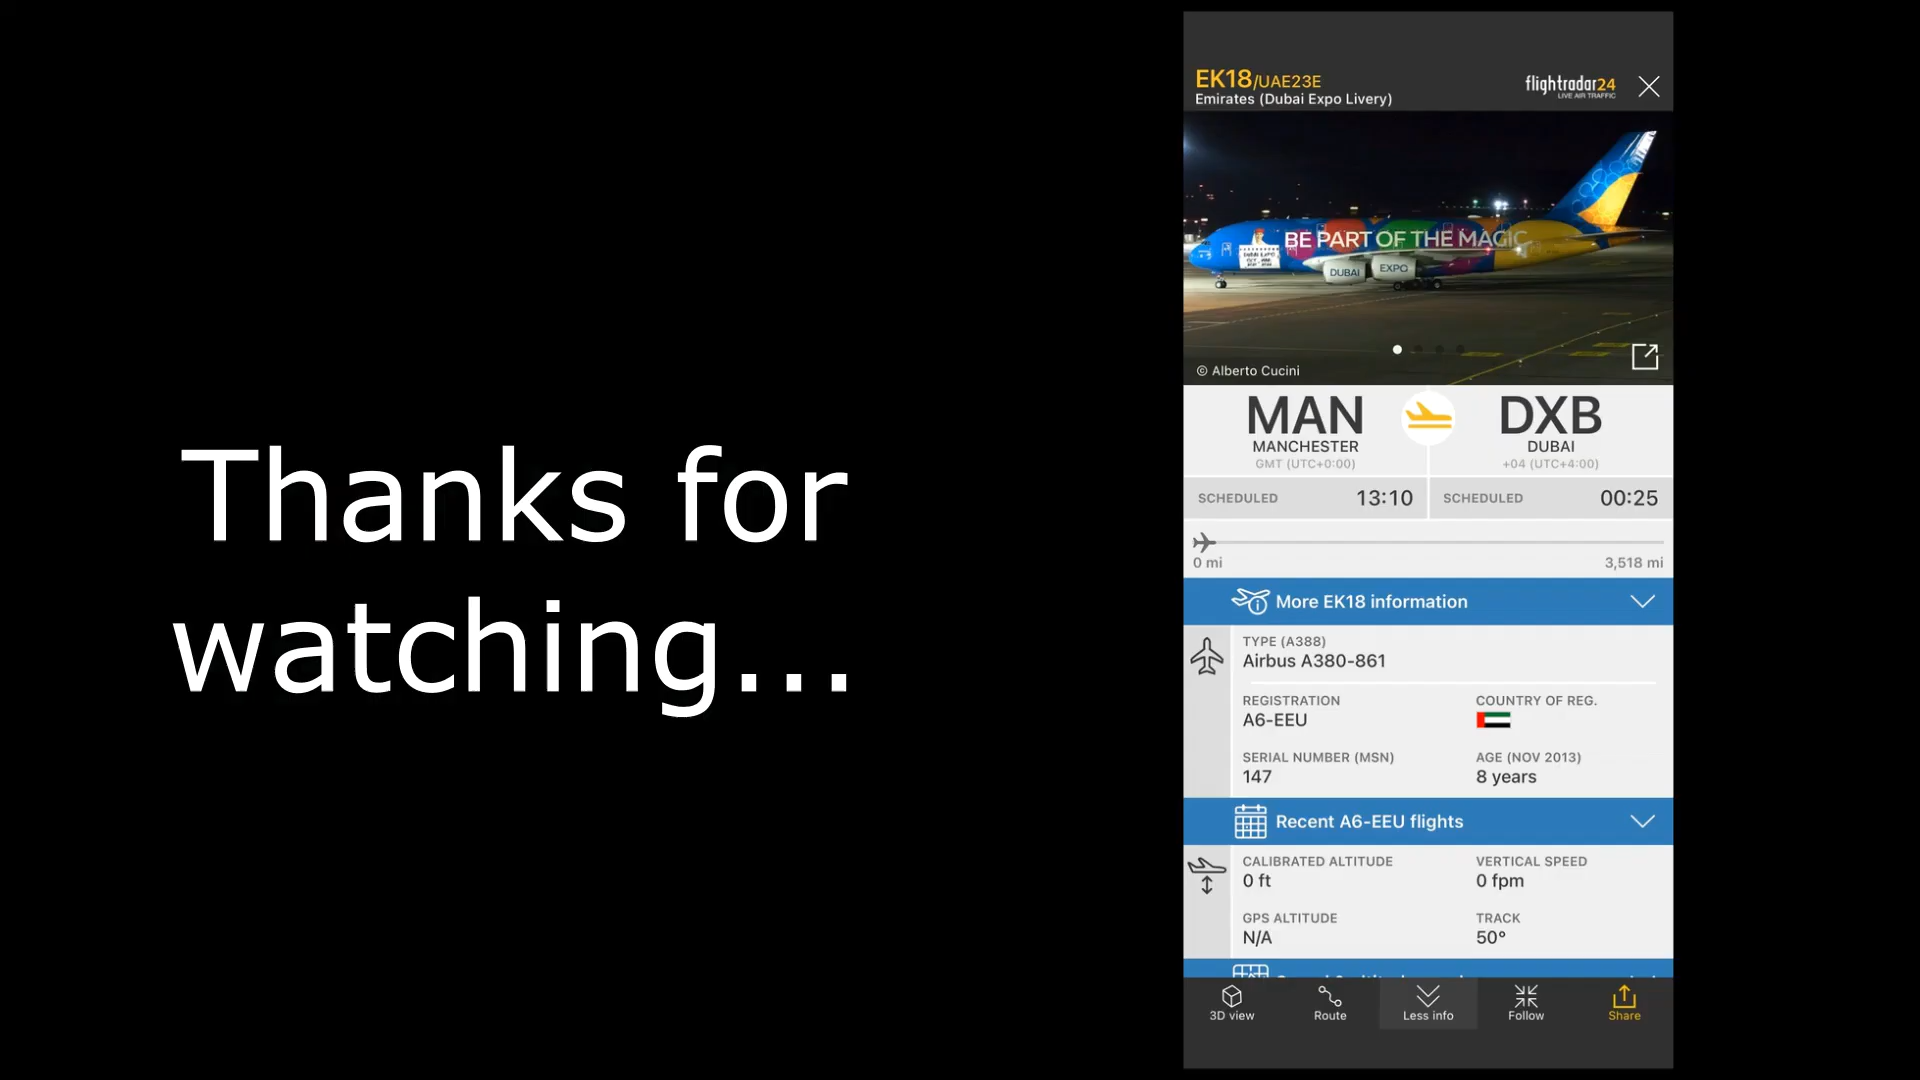 Thanks for
watching...
EK18/UAE23E
Emirates (Dubai Expo Livery)
flightradar24
LIVE AIR TRAFFIC
BE PART OF THE MAGIC
DUBAI EXPO
© Alberto Cucini
MAN
MANCHESTER
GMT (UTC+0:00)
DXB
DUBAI
+04 (UTC+4:00)
SCHEDULED 13:10
SCHEDULED 00:25
0 mi
3,518 mi
More EK18 information
TYPE (A388)
Airbus A380-861
REGISTRATION
A6-EEU
COUNTRY OF REG.
SERIAL NUMBER (MSN)
147
AGE (NOV 2013)
8 years
Recent A6-EEU flights
CALIBRATED ALTITUDE
0 ft
VERTICAL SPEED
0 fpm
GPS ALTITUDE
N/A
TRACK
50°
3D view
Route
Less info
Follow
Share